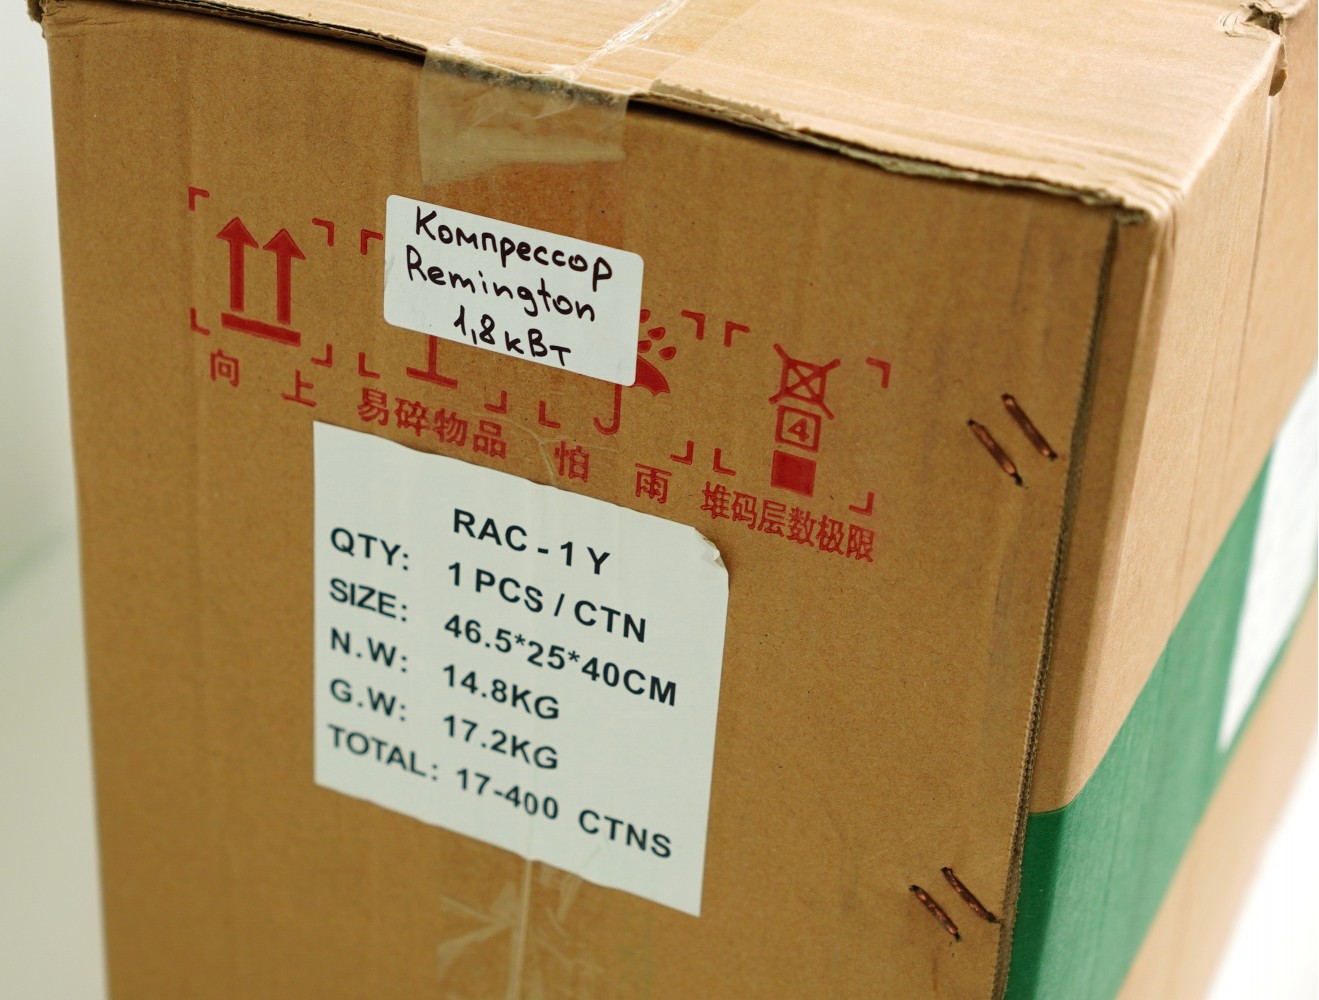 Компрессор
Remington
1,8 кВт
4
向上 易碎物品 怕雨 堆码层数极限
RAC-1Y
QTY: 1 PCS / CTN
SIZE: 46.5*25*40CM
N.W: 14.8KG
G.W: 17.2KG
TOTAL: 17-400 CTNS